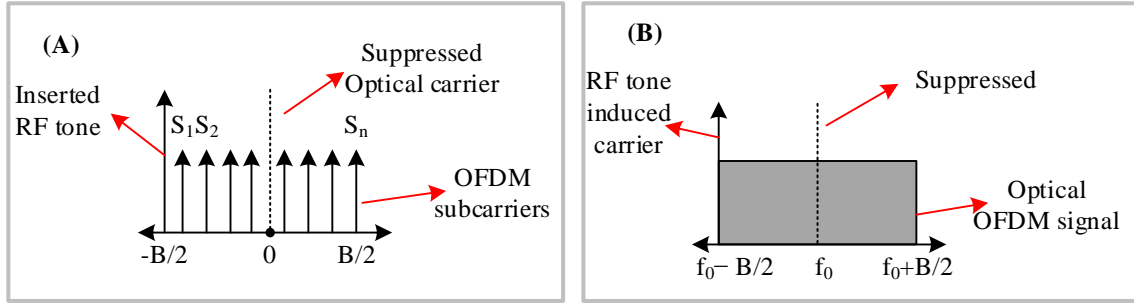 (A)
Suppressed
Optical carrier
Inserted
RF tone
S₁S₂
Sₙ
OFDM
subcarriers
-B/2
0
B/2
(B)
RF tone
induced
carrier
Suppressed
Optical
OFDM signal
f₀− B/2
f₀
f₀+B/2